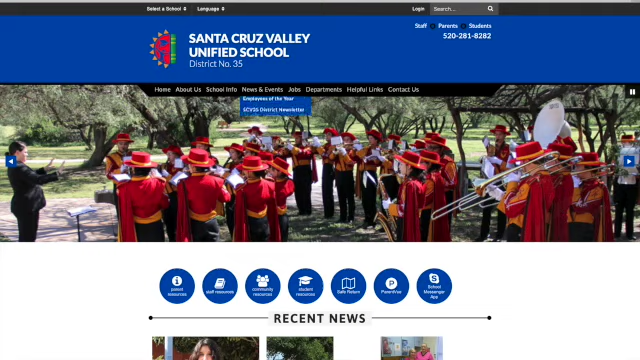 Select a School
Language
Login
Search...
Staff
Parents
Students
520-281-8282
SANTA CRUZ VALLEY
UNIFIED SCHOOL
District No. 35
Home
About Us
School Info
News & Events
Jobs
Departments
Helpful Links
Contact Us
Employees of the Year
SCV35 District Newsletter
parent
resources
staff resources
community
resources
student
resources
Safe Return
ParentVue
School
Messenger
App
RECENT NEWS